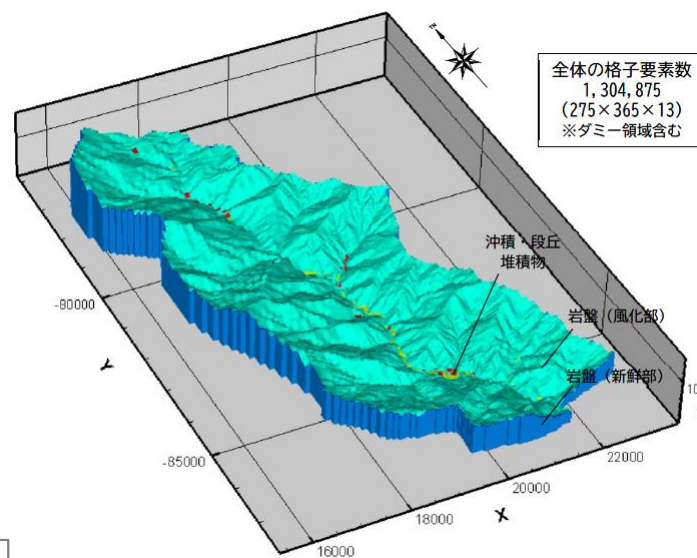 全体の格子要素数
1,304,875
(275×365×13)
※ダミー領域含む
沖積・段丘
堆積物
岩盤（風化部）
岩盤（新鮮部）
-80000
Y
-85000
16000
18000
X
20000
22000